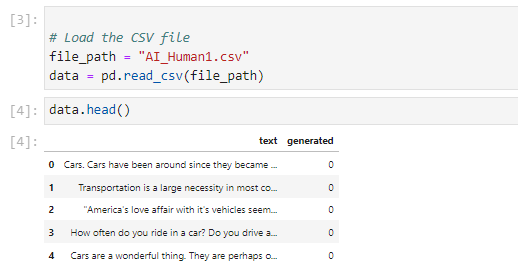 [3]:
# Load the CSV file
file_path = "AI_Human1.csv"
data = pd.read_csv(file_path)
[4]: data.head()
[4]:
text generated
0 Cars. Cars have been around since they became ... 0
1 Transportation is a large necessity in most co... 0
2 "America's love affair with it's vehicles seem... 0
3 How often do you ride in a car? Do you drive a... 0
4 Cars are a wonderful thing. They are perhaps o... 0